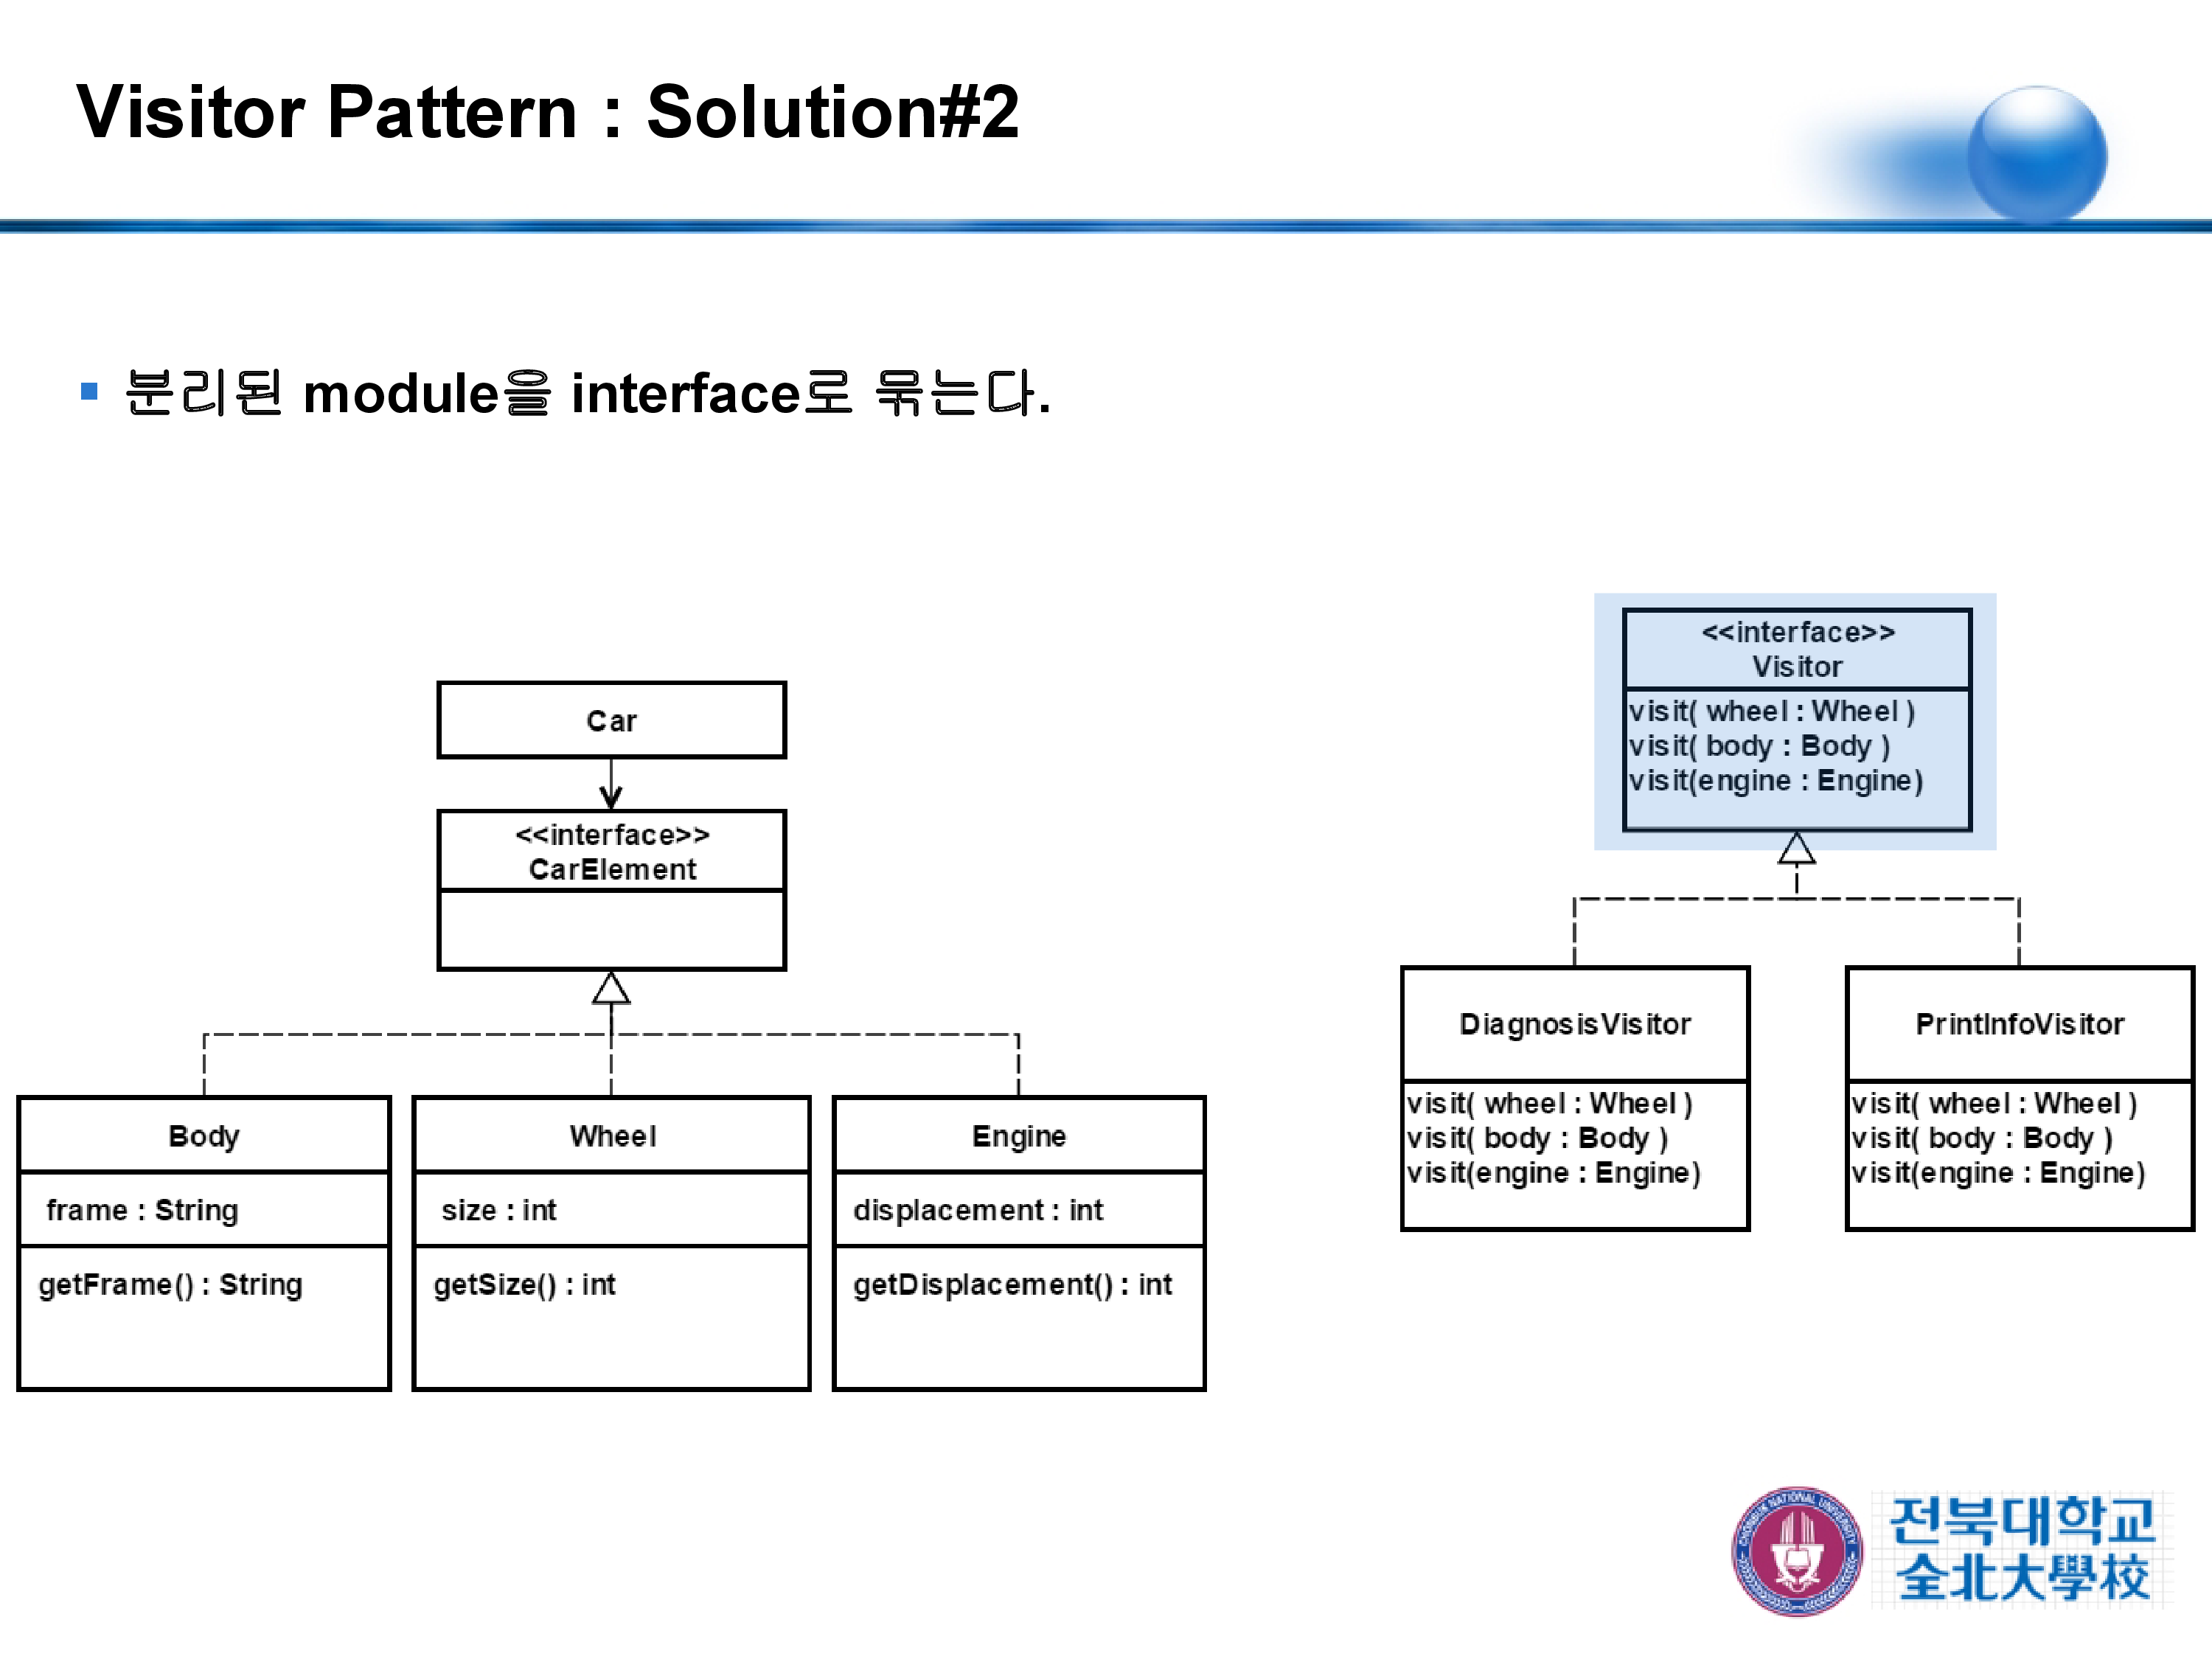 Visitor Pattern : Solution#2
분리된 module을 interface로 묶는다.
Car
<<interface>>
CarElement
Body
frame : String
getFrame() : String
Wheel
size : int
getSize() : int
Engine
displacement : int
getDisplacement() : int
<<interface>>
Visitor
visit( wheel : Wheel )
visit( body : Body )
visit(engine : Engine)
DiagnosisVisitor
visit( wheel : Wheel )
visit( body : Body )
visit(engine : Engine)
PrintInfoVisitor
visit( wheel : Wheel )
visit( body : Body )
visit(engine : Engine)
CHONBUK NATIONAL UNIVERSITY
전북대학교
全北大學校